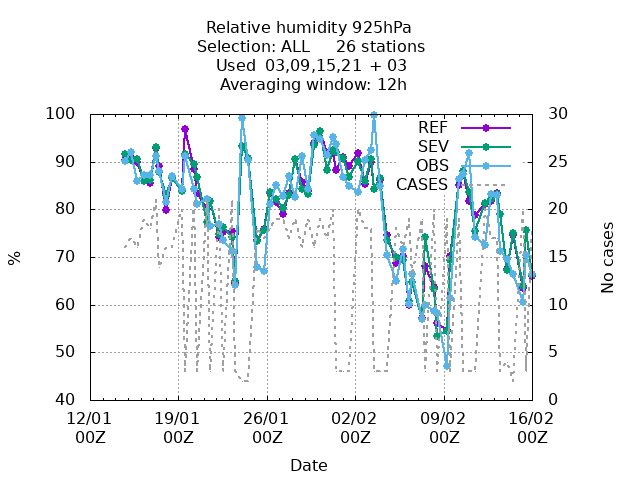 Relative humidity 925hPa
Selection: ALL     26 stations
Used  03,09,15,21 + 03
Averaging window: 12h
100
90
80
70
60
50
40
%
30
25
20
15
10
5
0
No cases
REF
SEV
OBS
CASES
12/01 19/01 26/01 02/02 09/02 16/02
00Z 00Z 00Z 00Z 00Z 00Z
Date